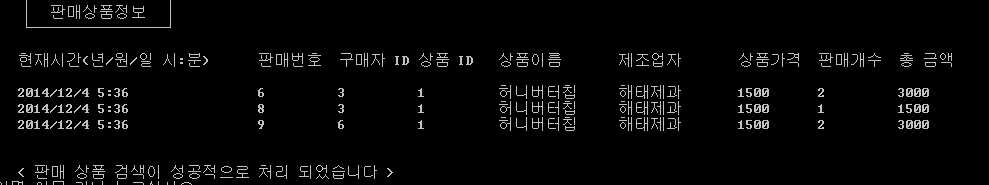 판매상품정보
현재시간(년/월/일 시:분) 판매번호 구매자 ID 상품 ID 상품이름 제조업자 상품가격 판매개수 총 금액
2014/12/4 5:36 6 3 1 허니버터칩 해태제과 1500 2 3000
2014/12/4 5:36 8 3 1 허니버터칩 해태제과 1500 1 1500
2014/12/4 5:36 9 6 1 허니버터칩 해태제과 1500 2 3000
< 판매 상품 검색이 성공적으로 처리 되었습니다 >